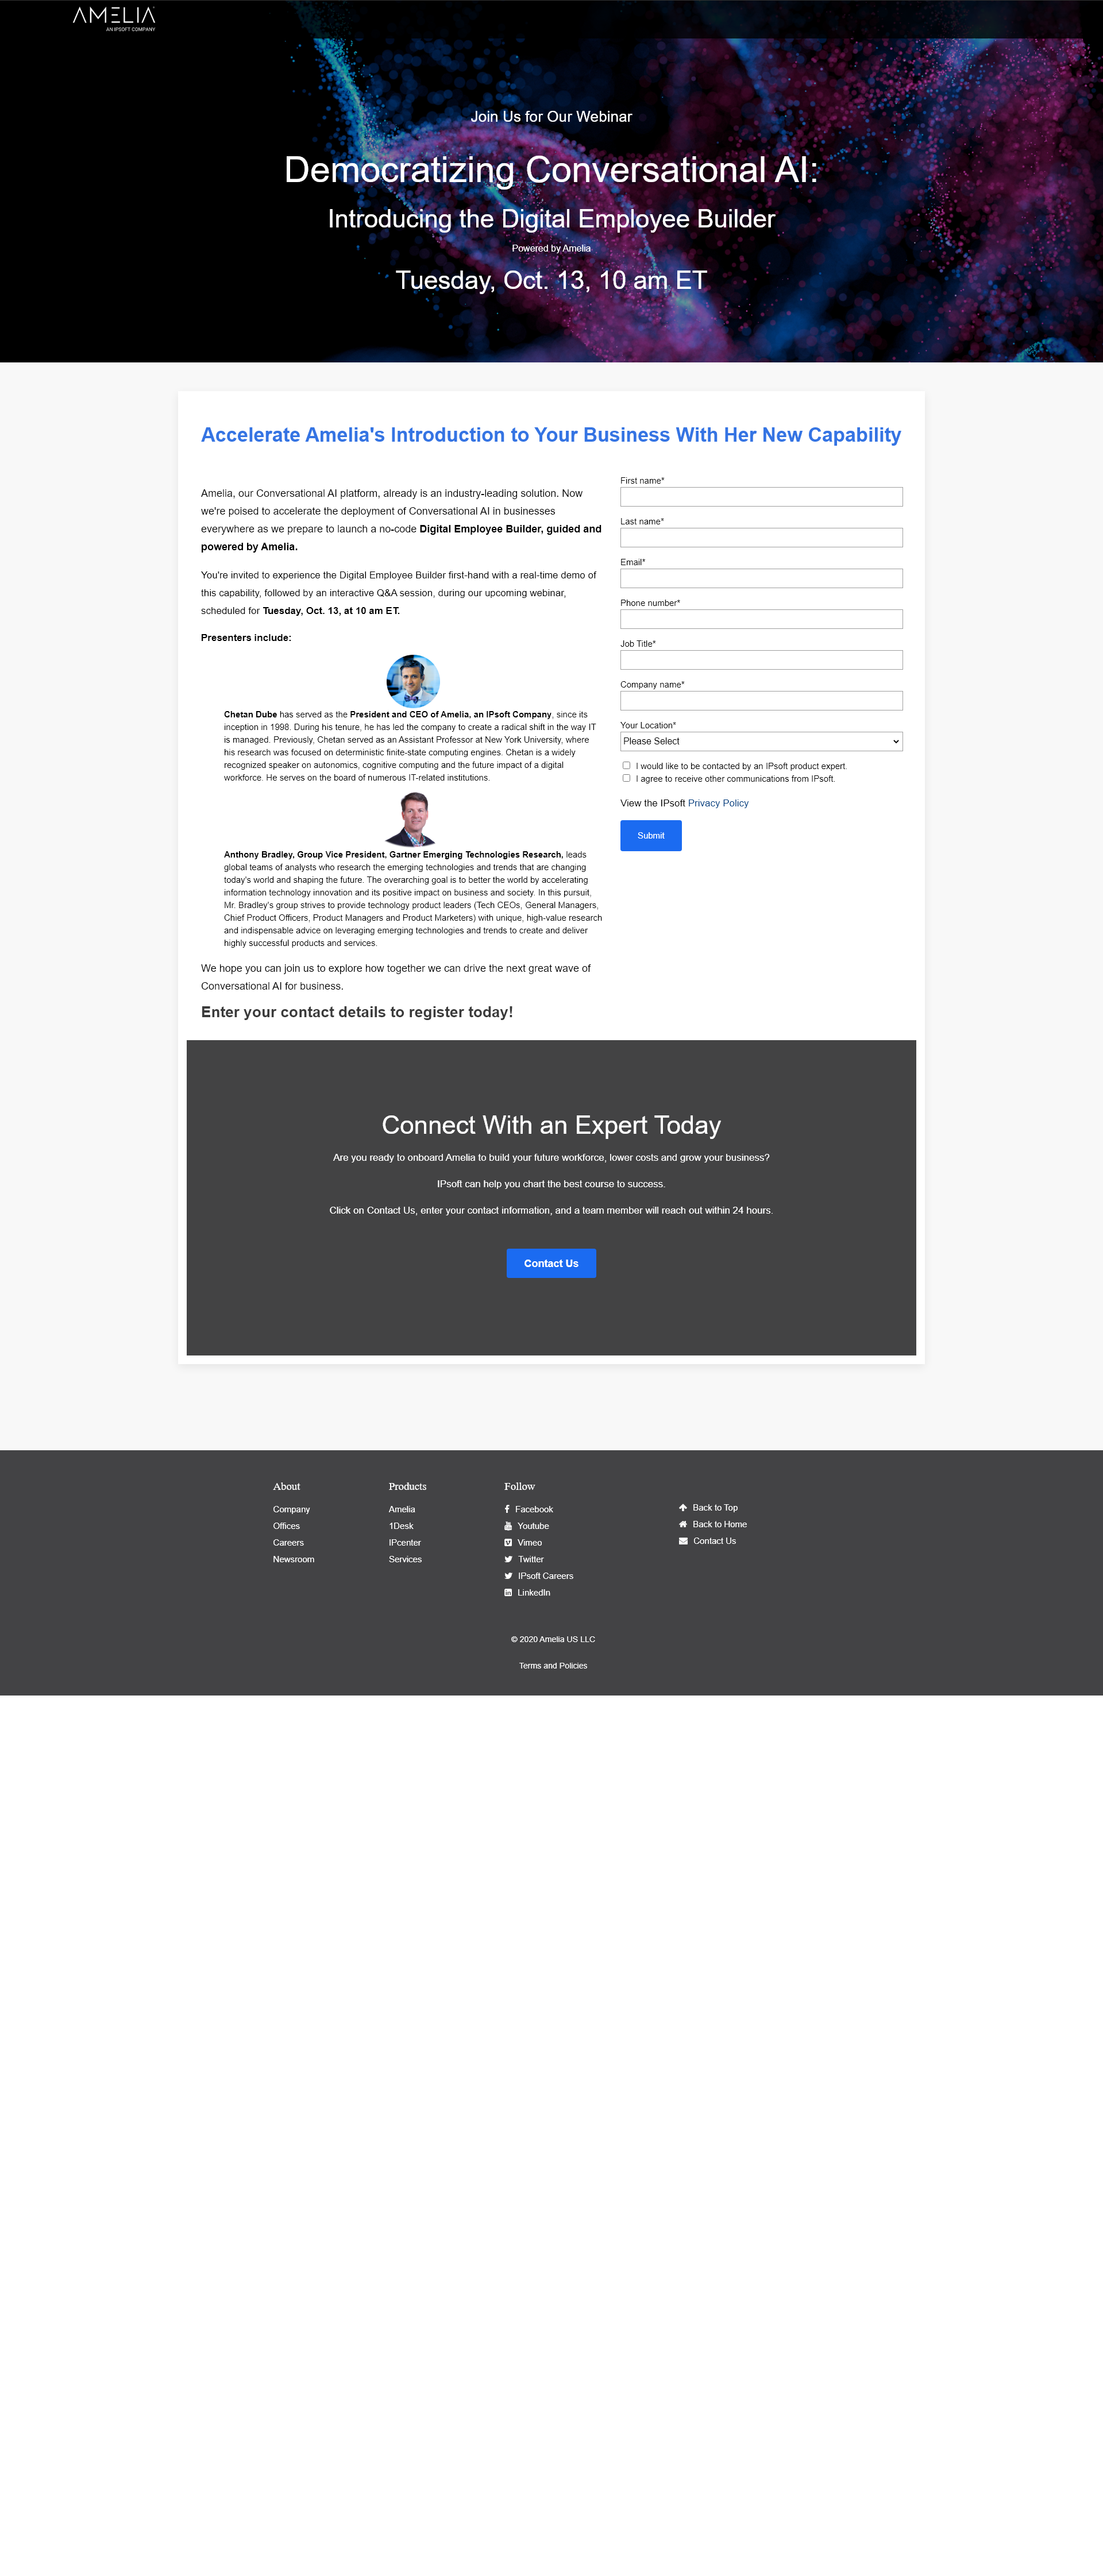 AMELIA
AN IPSOFT COMPANY
Join Us for Our Webinar
Democratizing Conversational AI:
Introducing the Digital Employee Builder
Powered by Amelia
Tuesday, Oct. 13, 10 am ET
Accelerate Amelia's Introduction to Your Business With Her New Capability
Amelia, our Conversational AI platform, already is an industry-leading solution. Now
we're poised to accelerate the deployment of Conversational AI in businesses
everywhere as we prepare to launch a no-code Digital Employee Builder, guided and
powered by Amelia.
You're invited to experience the Digital Employee Builder first-hand with a real-time demo of
this capability, followed by an interactive Q&A session, during our upcoming webinar,
scheduled for Tuesday, Oct. 13, at 10 am ET.
Presenters include:
Chetan Dube has served as the President and CEO of Amelia, an IPsoft Company, since its
inception in 1998. During his tenure, he has led the company to create a radical shift in the way IT
is managed. Previously, Chetan served as an Assistant Professor at New York University, where
his research was focused on deterministic finite-state computing engines. Chetan is a widely
recognized speaker on autonomics, cognitive computing and the future impact of a digital
workforce. He serves on the board of numerous IT-related institutions.
Anthony Bradley, Group Vice President, Gartner Emerging Technologies Research, leads
global teams of analysts who research the emerging technologies and trends that are changing
today's world and shaping the future. The overarching goal is to better the world by accelerating
information technology innovation and its positive impact on business and society. In this pursuit,
Mr. Bradley's group strives to provide technology product leaders (Tech CEOs, General Managers,
Chief Product Officers, Product Managers and Product Marketers) with unique, high-value research
and indispensable advice on leveraging emerging technologies and trends to create and deliver
highly successful products and services.
We hope you can join us to explore how together we can drive the next great wave of
Conversational AI for business.
Enter your contact details to register today!
First name*
Last name*
Email*
Phone number*
Job Title*
Company name*
Your Location*
Please Select
I would like to be contacted by an IPsoft product expert.
I agree to receive other communications from IPsoft.
View the IPsoft Privacy Policy
Submit
Connect With an Expert Today
Are you ready to onboard Amelia to build your future workforce, lower costs and grow your business?
IPsoft can help you chart the best course to success.
Click on Contact Us, enter your contact information, and a team member will reach out within 24 hours.
Contact Us
About
Company
Offices
Careers
Newsroom
Products
Amelia
1Desk
IPcenter
Services
Follow
Facebook
Youtube
Vimeo
Twitter
IPsoft Careers
LinkedIn
Back to Top
Back to Home
Contact Us
© 2020 Amelia US LLC
Terms and Policies